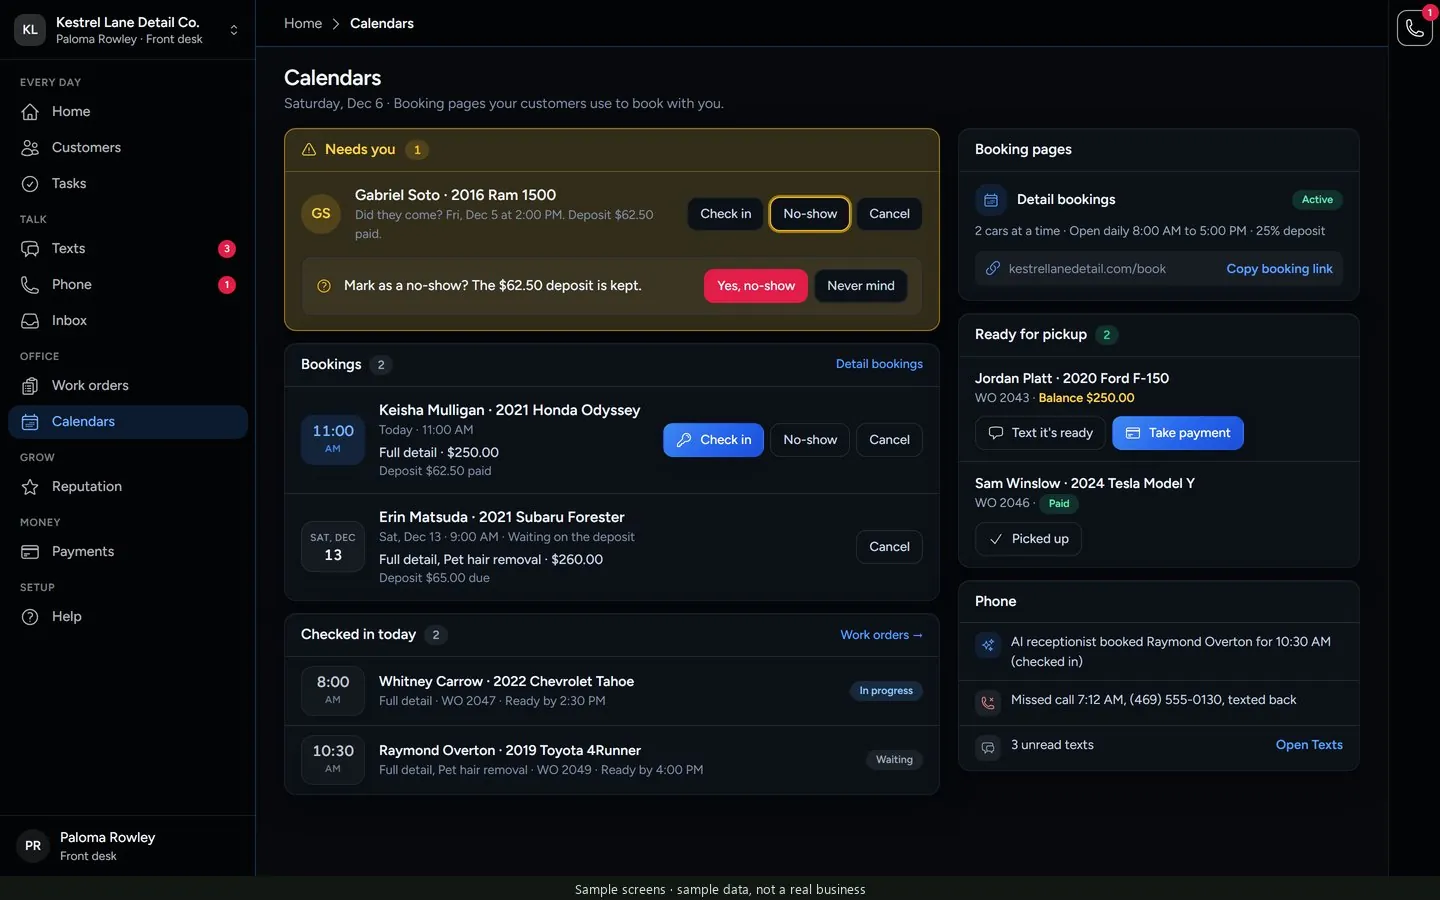 KL
Kestrel Lane Detail Co.
Paloma Rowley · Front desk
EVERY DAY
Home
Customers
Tasks
TALK
Texts
3
Phone
1
Inbox
OFFICE
Work orders
Calendars
GROW
Reputation
MONEY
Payments
SETUP
Help
PR
Paloma Rowley
Front desk
Home > Calendars
1
Calendars
Saturday, Dec 6 · Booking pages your customers use to book with you.
Needs you 1
GS
Gabriel Soto · 2016 Ram 1500
Did they come? Fri, Dec 5 at 2:00 PM. Deposit $62.50
paid.
Check in
No-show
Cancel
Mark as a no-show? The $62.50 deposit is kept.
Yes, no-show
Never mind
Bookings 2
Detail bookings
11:00
AM
Keisha Mulligan · 2021 Honda Odyssey
Today · 11:00 AM
Full detail · $250.00
Deposit $62.50 paid
Check in
No-show
Cancel
SAT, DEC
13
Erin Matsuda · 2021 Subaru Forester
Sat, Dec 13 · 9:00 AM · Waiting on the deposit
Full detail, Pet hair removal · $260.00
Deposit $65.00 due
Cancel
Checked in today 2
Work orders →
8:00
AM
Whitney Carrow · 2022 Chevrolet Tahoe
Full detail · WO 2047 · Ready by 2:30 PM
In progress
10:30
AM
Raymond Overton · 2019 Toyota 4Runner
Full detail, Pet hair removal · WO 2049 · Ready by 4:00 PM
Waiting
Booking pages
Detail bookings
Active
2 cars at a time · Open daily 8:00 AM to 5:00 PM · 25% deposit
kestrellanedetail.com/book
Copy booking link
Ready for pickup 2
Jordan Platt · 2020 Ford F-150
WO 2043 · Balance $250.00
Text it's ready
Take payment
Sam Winslow · 2024 Tesla Model Y
WO 2046 · Paid
Picked up
Phone
AI receptionist booked Raymond Overton for 10:30 AM
(checked in)
Missed call 7:12 AM, (469) 555-0130, texted back
3 unread texts
Open Texts
Sample screens · sample data, not a real business